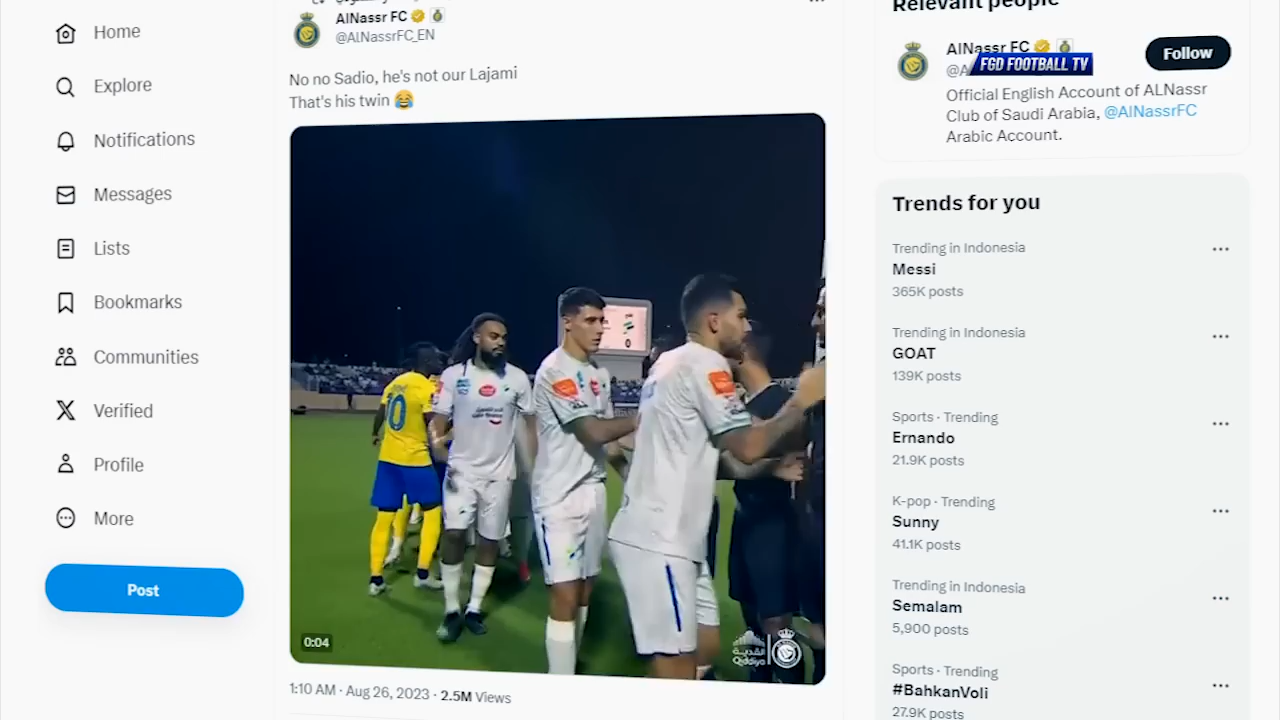 Home
Explore
Notifications
Messages
Lists
Bookmarks
Communities
Verified
Profile
More
Post
AlNassr FC
@AlNassrFC_EN
No no Sadio, he's not our Lajami
That's his twin 😂
10
0:04
القدية
Qiddiya
1:10 AM · Aug 26, 2023 · 2.5M Views
Relevant people
AlNassr FC
Follow
FGD FOOTBALL TV
Official English Account of ALNassr
Club of Saudi Arabia, @AlNassrFC
Arabic Account.
Trends for you
Trending in Indonesia
Messi
365K posts
Trending in Indonesia
GOAT
139K posts
Sports · Trending
Ernando
21.9K posts
K-pop · Trending
Sunny
41.1K posts
Trending in Indonesia
Semalam
5,900 posts
Sports · Trending
#BahkanVoli
27.9K posts